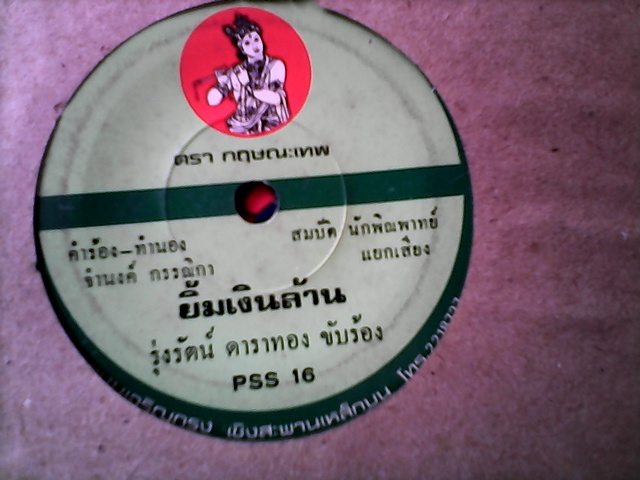 ตรา กฤษณะเทพ
คำร้อง-ทำนอง
จำนงค์ กรรณิกา
สมบัติ นักพิณพาทย์
แยกเสียง
ยิ้มเงินล้าน
รุ่งรัตน์ ดาราทอง ขับร้อง
PSS 16
เชิงสะพานเหล็กบน โทร.